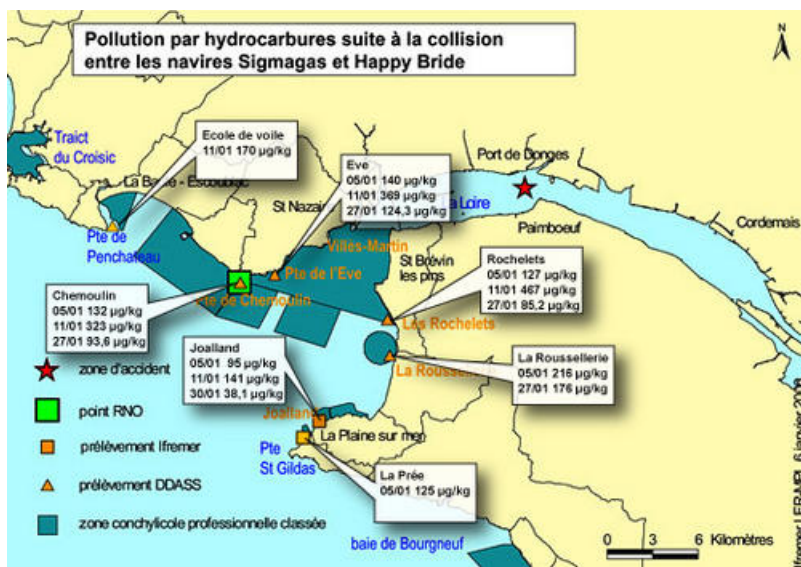 Pollution par hydrocarbures suite à la collision
entre les navires Sigmagas et Happy Bride
N
Traict
du Croisic
Ecole de voile
11/01 170 µg/kg
La Baule - Escoublac
Pte de
Penchateau
Eve
05/01 140 µg/kg
11/01 369 µg/kg
27/01 124,3 µg/kg
Port de Donges
St Nazaire
La Loire
Paimboeuf
Cordemais
Villès-Martin
St Brévin
les pins
Pte de l'Eve
Rochelets
05/01 127 µg/kg
11/01 467 µg/kg
27/01 85,2 µg/kg
Chemoulin
05/01 132 µg/kg
11/01 323 µg/kg
27/01 93,6 µg/kg
Pte de Chemoulin
Les Rochelets
Joalland
05/01 95 µg/kg
11/01 141 µg/kg
30/01 38,1 µg/kg
La Roussellerie
05/01 216 µg/kg
27/01 176 µg/kg
La Roussellerie
zone d'accident
point RNO
Joalland
La Plaine sur mer
prélèvement Ifremer
Pte
St Gildas
La Prée
05/01 125 µg/kg
prélèvement DDASS
zone conchylicole professionnelle classée
baie de Bourgneuf
0 3 6 Kilomètres